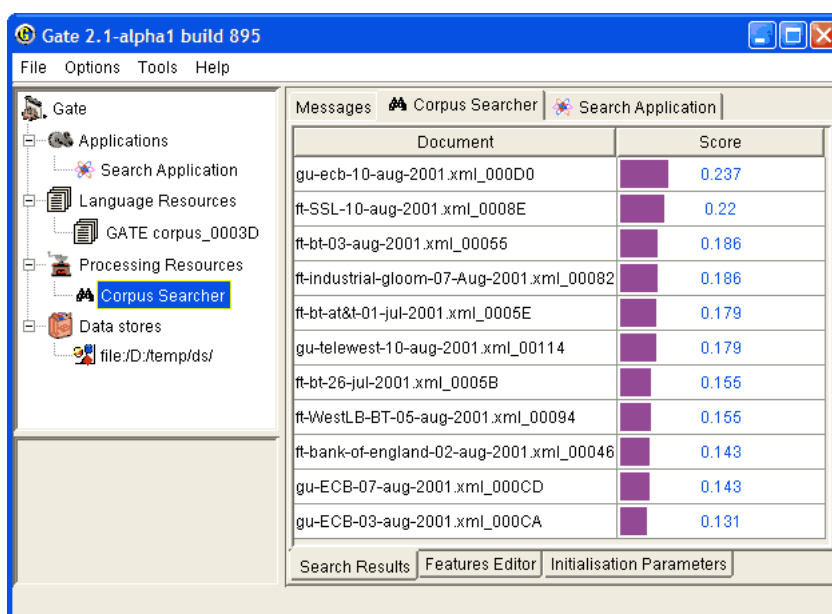 Gate 2.1-alpha1 build 895
File Options Tools Help
Gate
Applications
Search Application
Language Resources
GATE corpus_0003D
Processing Resources
Corpus Searcher
Data stores
file:/D:/temp/ds/
Messages Corpus Searcher Search Application
Document Score
gu-ecb-10-aug-2001.xml_000D0 0.237
ft-SSL-10-aug-2001.xml_0008E 0.22
ft-bt-03-aug-2001.xml_00055 0.186
ft-industrial-gloom-07-Aug-2001.xml_00082 0.186
ft-bt-at&t-01-jul-2001.xml_0005E 0.179
gu-telewest-10-aug-2001.xml_00114 0.179
ft-bt-26-jul-2001.xml_0005B 0.155
ft-WestLB-BT-05-aug-2001.xml_00094 0.155
ft-bank-of-england-02-aug-2001.xml_00046 0.143
gu-ECB-07-aug-2001.xml_000CD 0.143
gu-ECB-03-aug-2001.xml_000CA 0.131
Search Results Features Editor Initialisation Parameters